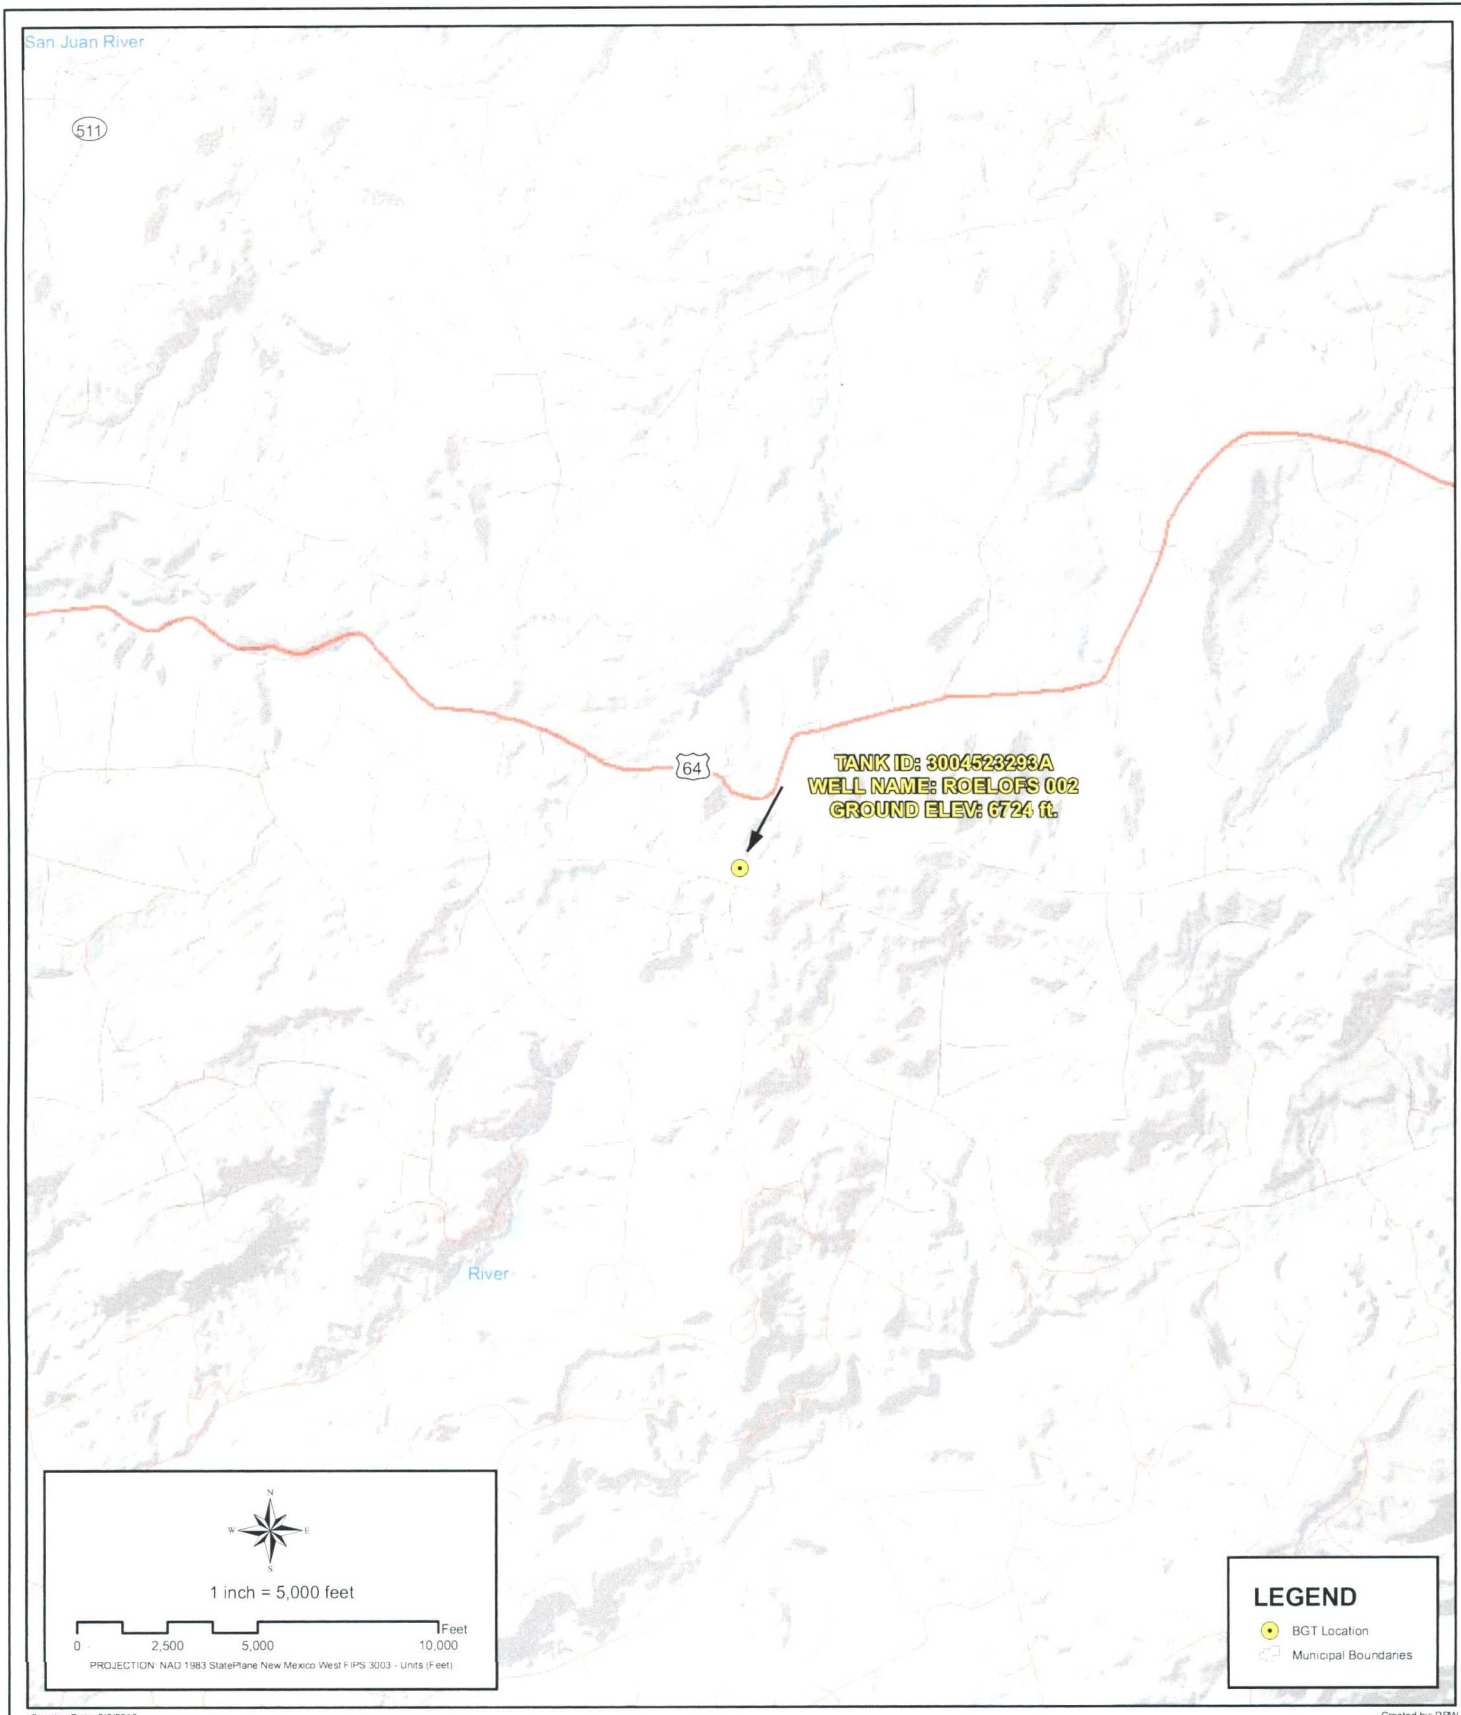 San Juan River
511
64
TANK ID: 3004523293A
WELL NAME: ROELOFS 002
GROUND ELEV: 6724 ft.
River
N
W E
S
1 inch = 5,000 feet
Feet
0 2,500 5,000 10,000
PROJECTION: NAD 1983 StatePlane New Mexico West FIPS 3003 - Units (Feet)
LEGEND
BGT Location
Municipal Boundaries